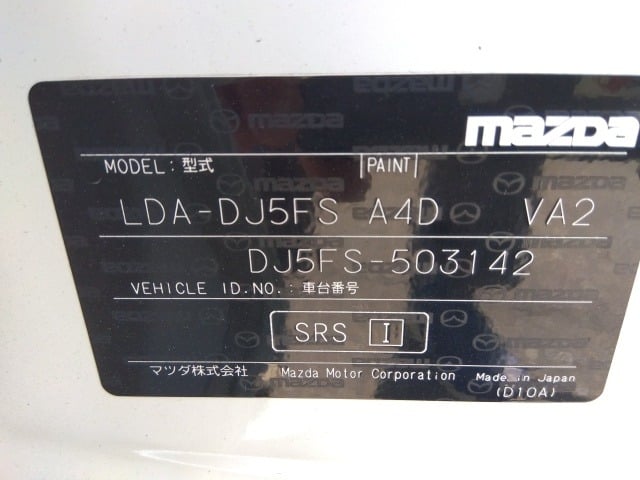 mazda
MODEL: 型式 PAINT
LDA-DJ5FS A4D VA2
DJ5FS-503142
VEHICLE ID.NO.: 車台番号
SRS I
マツダ株式会社 Mazda Motor Corporation Made in Japan
(D10A)